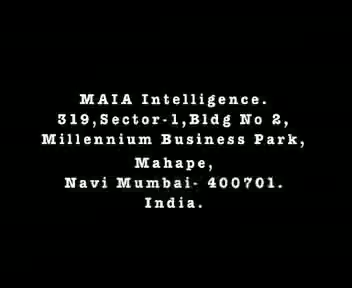 MAIA Intelligence.
319,Sector-1,Bldg No 2,
Millennium Business Park,
Mahape,
Navi Mumbai- 400701.
India.